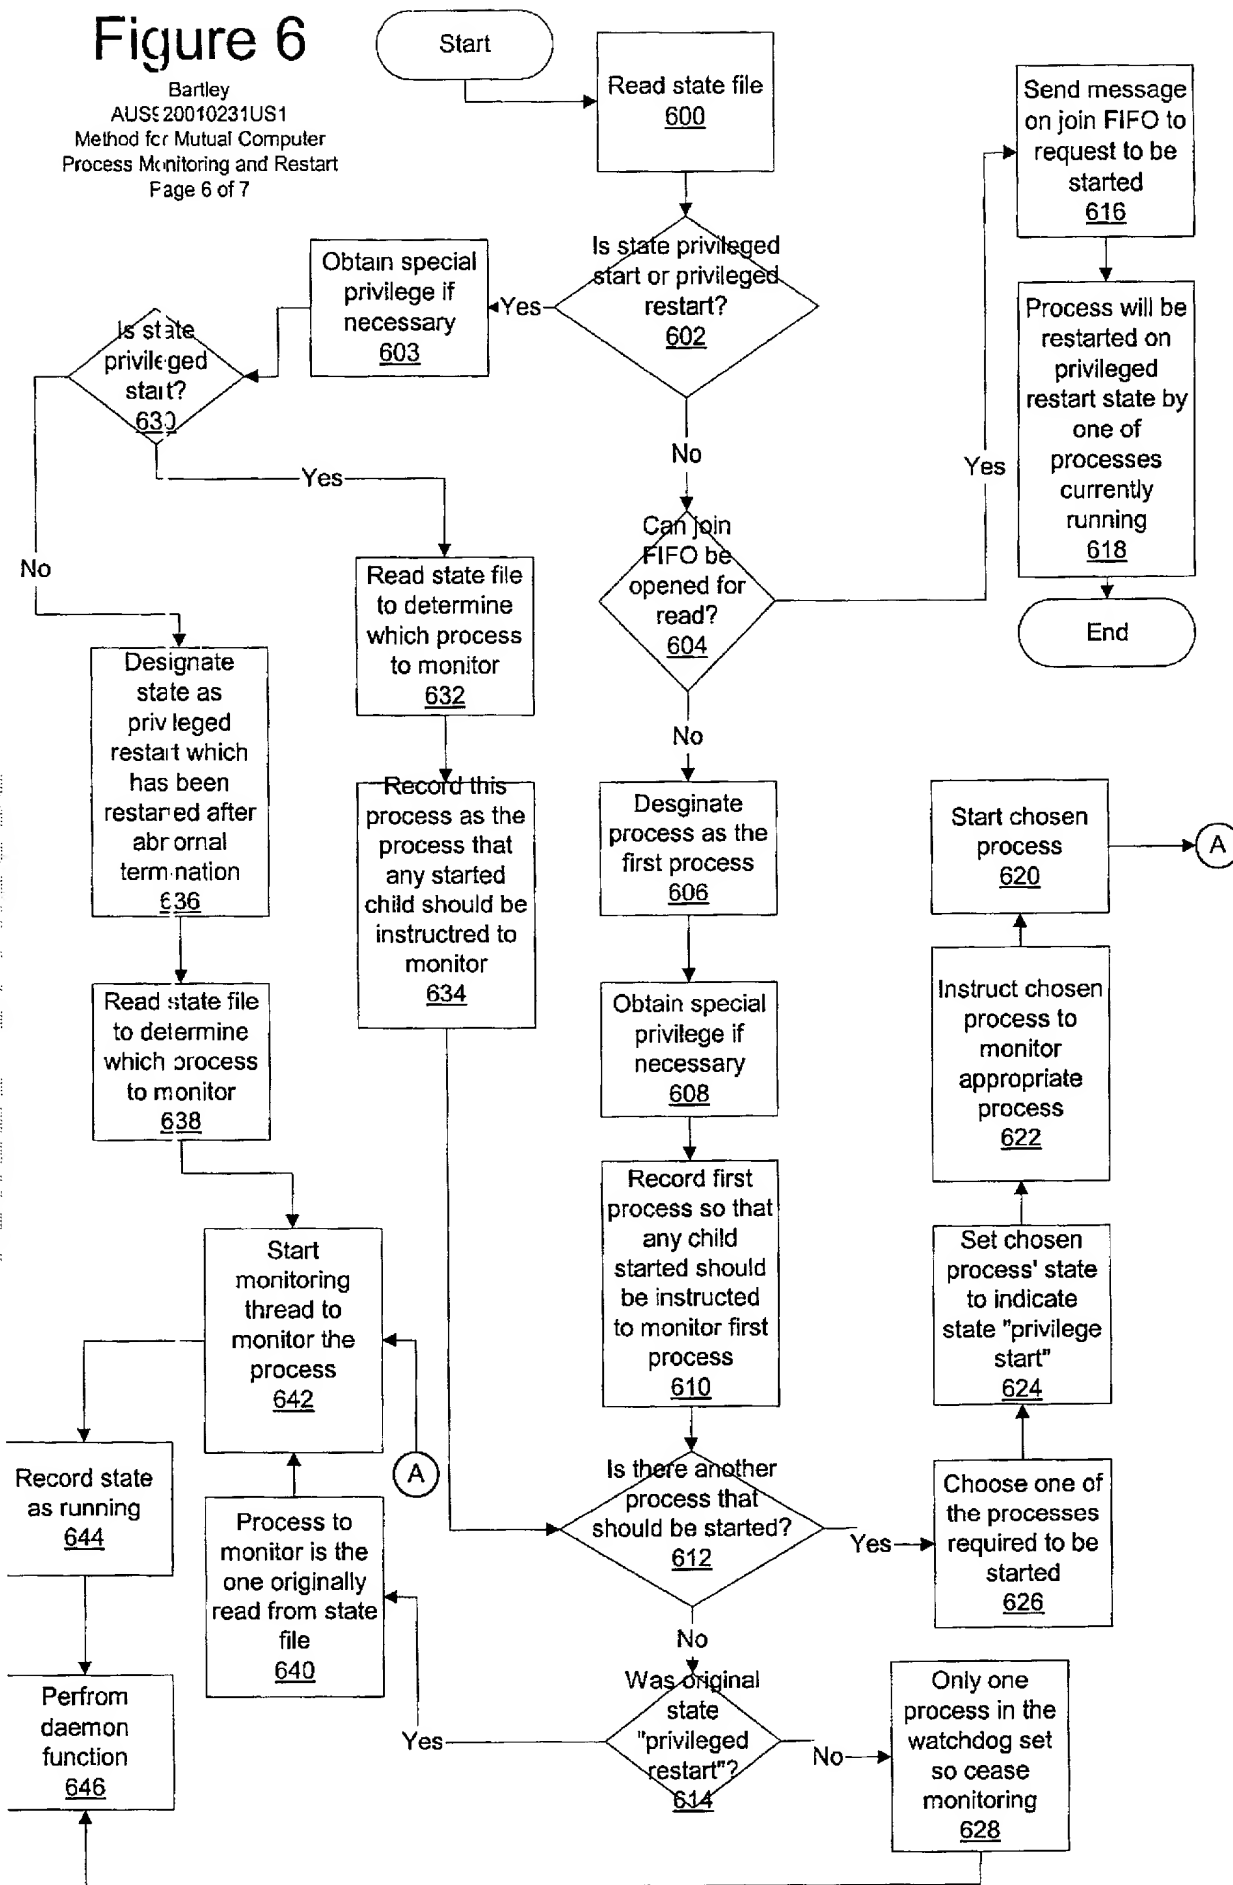 Figure 6
Bartley
AUS920010231US1
Method for Mutual Computer
Process Monitoring and Restart
Page 6 of 7
Start
Read state file
600
Is state privileged
start or privileged
restart?
602
Yes
Obtain special
privilege if
necessary
603
Is state
privileged
start?
630
Yes
No
No
Can join
FIFO be
opened for
read?
604
Yes
Send message
on join FIFO to
request to be
started
616
Process will be
restarted on
privileged
restart state by
one of
processes
currently
running
618
End
Read state file
to determine
which process
to monitor
632
Record this
process as the
process that
any started
child should be
instructred to
monitor
634
Designate
state as
privileged
restart which
has been
restarted after
abnornal
termination
636
Read state file
to determine
which process
to monitor
638
No
Desginate
process as the
first process
606
Obtain special
privilege if
necessary
608
Record first
process so that
any child
started should
be instructed
to monitor first
process
610
Is there another
process that
should be started?
612
Yes
Choose one of
the processes
required to be
started
626
Set chosen
process' state
to indicate
state "privilege
start"
624
Instruct chosen
process to
monitor
appropriate
process
622
Start chosen
process
620
A
No
Was original
state
"privileged
restart"?
614
No
Only one
process in the
watchdog set
so cease
monitoring
628
Yes
Process to
monitor is the
one originally
read from state
file
640
Start
monitoring
thread to
monitor the
process
642
A
Record state
as running
644
Perfrom
daemon
function
646